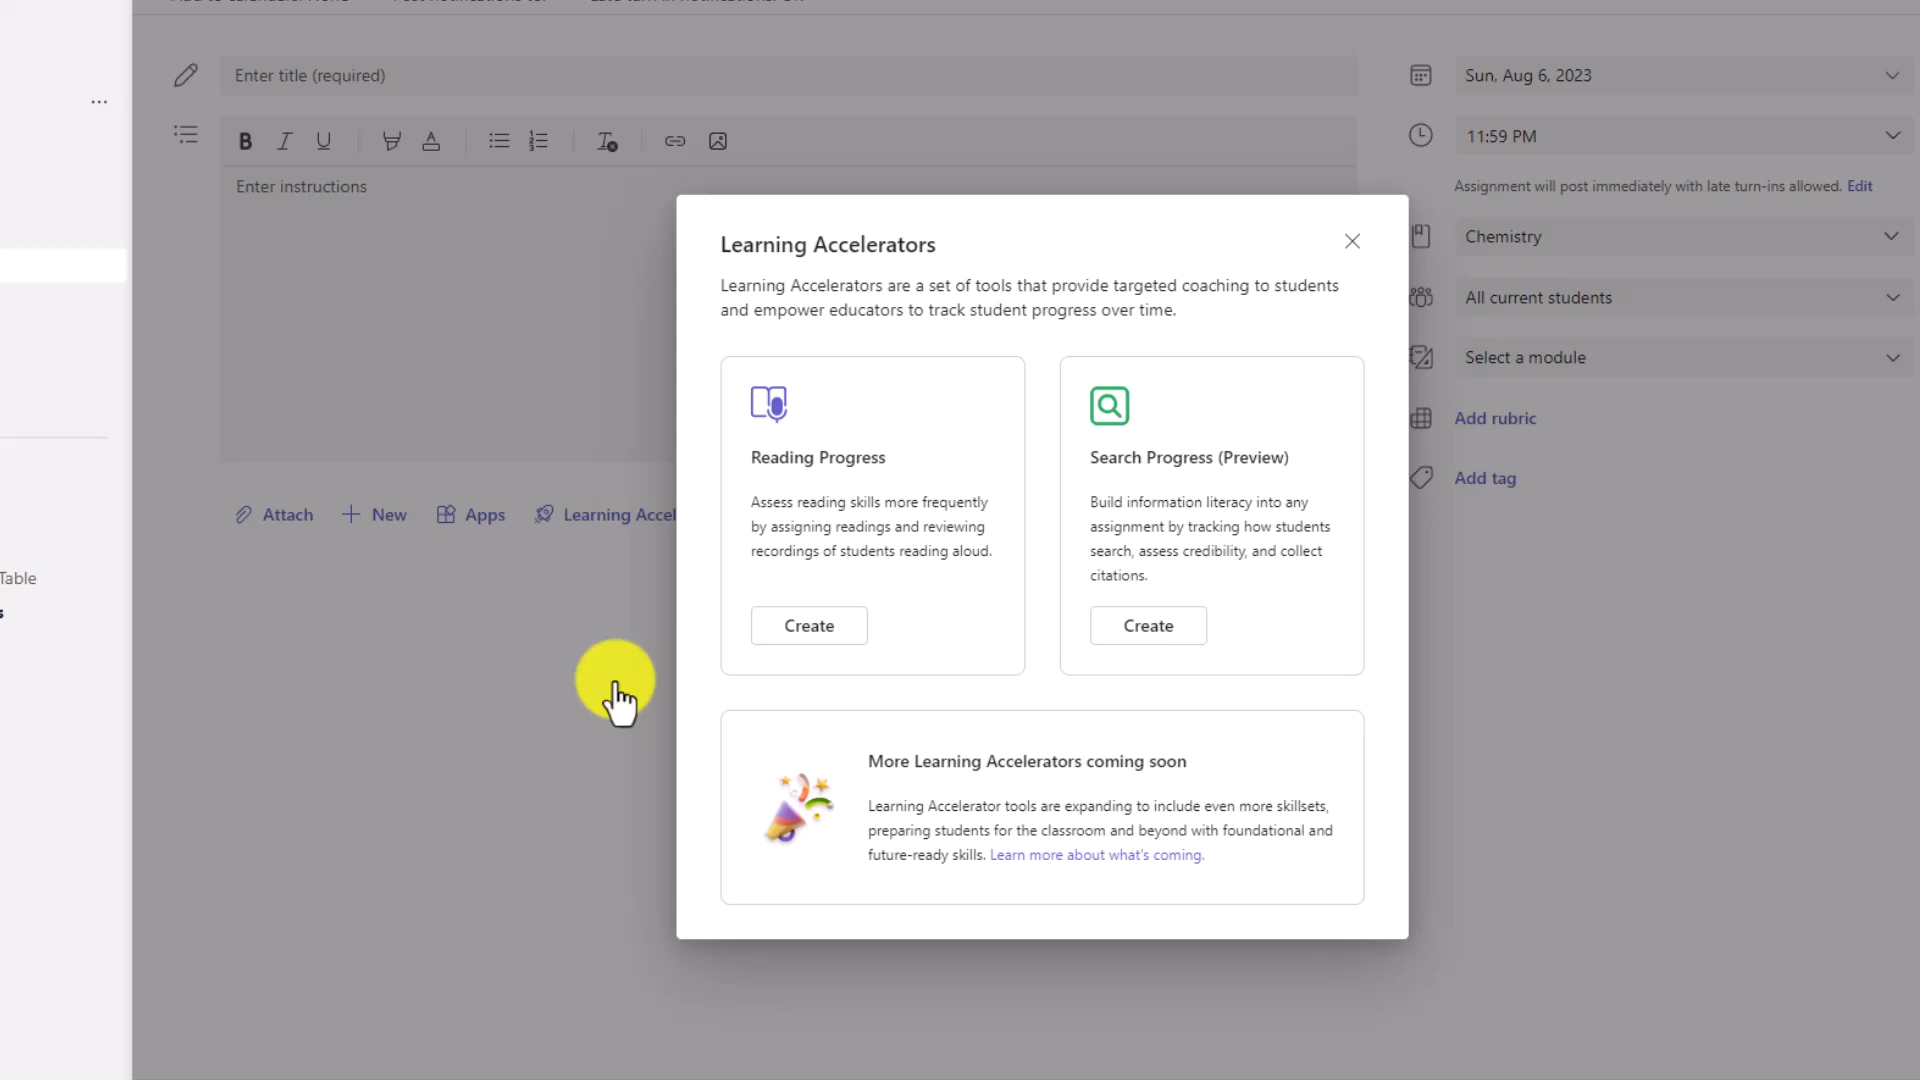 Enter title (required)
Sun, Aug 6, 2023
11:59 PM
Enter instructions
Assignment will post immediately with late turn-ins allowed. Edit
Chemistry
All current students
Select a module
Add rubric
Add tag
Attach
New
Apps
Learning Accel
Table
Learning Accelerators
Learning Accelerators are a set of tools that provide targeted coaching to students
and empower educators to track student progress over time.
Reading Progress
Assess reading skills more frequently
by assigning readings and reviewing
recordings of students reading aloud.
Create
Search Progress (Preview)
Build information literacy into any
assignment by tracking how students
search, assess credibility, and collect
citations.
Create
More Learning Accelerators coming soon
Learning Accelerator tools are expanding to include even more skillsets,
preparing students for the classroom and beyond with foundational and
future-ready skills. Learn more about what's coming.